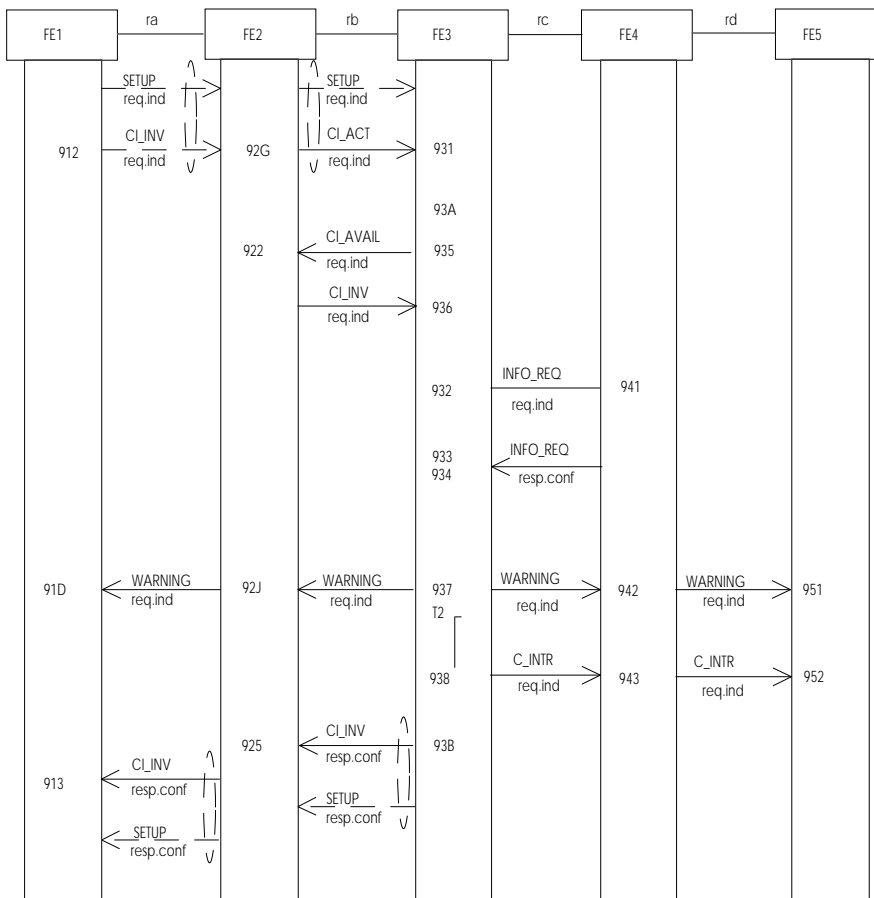 ra rb rc rd
FE1 FE2 FE3 FE4 FE5
SETUP SETUP
req.ind req.ind
CI_INV CI_ACT
912 92G 931
req.ind req.ind
93A
CI_AVAIL
922 935
req.ind
CI_INV
936
req.ind
INFO_REQ
932 941
req.ind
933 INFO_REQ
934 resp.conf
WARNING WARNING WARNING WARNING
91D 92J 937 942 951
req.ind req.ind req.ind req.ind
T2
C_INTR C_INTR
938 943 952
req.ind req.ind
CI_INV
925 93B
resp.conf
CI_INV
913
resp.conf
SETUP
resp.conf
SETUP
resp.conf